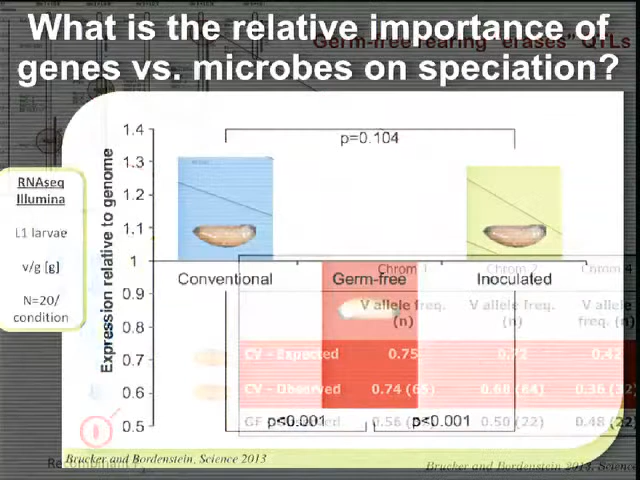 What is the relative importance of
genes vs. microbes on speciation?
Germ-free rearing "erases" QTLs
RNAseq
Illumina
L1 larvae
v/g [g]
N=20/
condition
Expression relative to genome
1.4
1.3
1.2
1.1
1
0.9
0.8
0.7
0.6
0.5
p=0.104
Conventional
Germ-free
Inoculated
Chrom 1 Chrom 2 Chrom 4
V allele freq.
(n)
V allele freq.
(n)
V allele
freq. (n)
CV - Expected 0.75 0.72 0.42
CV - Observed 0.74 (65) 0.68 (64) 0.36 (32
0.50 (22) 0.48 (22)
p<0.001
p<0.001
Brucker and Bordenstein, Science 2013
Brucker and Bordenstein Science